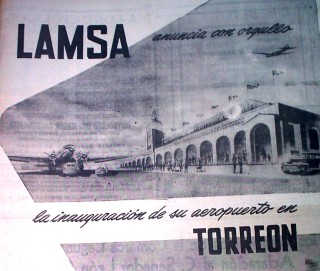 LAMSA
anuncia con orgullo
la inauguración de su aeropuerto en
TORREON